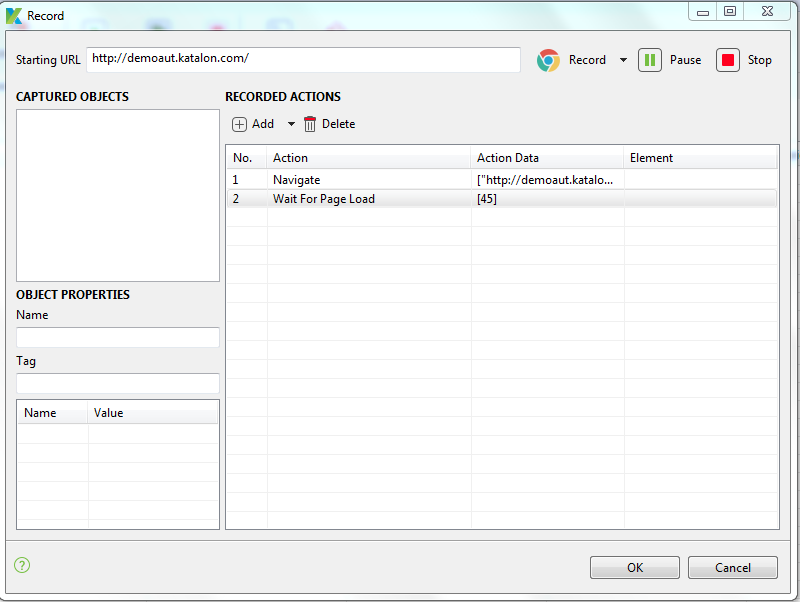 Record
Starting URL http://demoaut.katalon.com/ Record Pause Stop
CAPTURED OBJECTS
RECORDED ACTIONS
Add Delete
No. Action Action Data Element
1 Navigate ["http://demoaut.katalo...
2 Wait For Page Load [45]
OBJECT PROPERTIES
Name
Tag
Name Value
?
OK Cancel